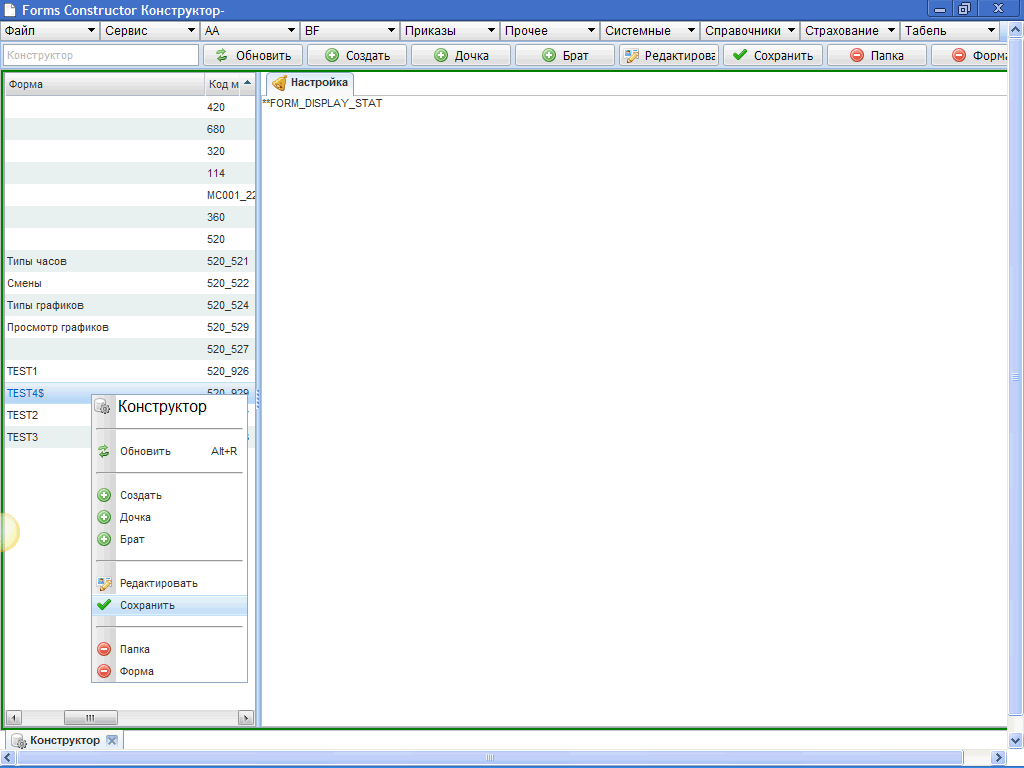 Forms Constructor Конструктор-
Файл Сервис AA BF Приказы Прочее Системные Справочники Страхование Табель
Конструктор Обновить Создать Дочка Брат Редактирова Сохранить Папка Форм
Форма Код м
Настройка
**FORM_DISPLAY_STAT
420
680
320
114
MC001_22
360
520
Типы часов 520_521
Смены 520_522
Типы графиков 520_524
Просмотр графиков 520_529
520_527
TEST1 520_926
TEST4$ 520_929
TEST2
TEST3
Конструктор
Обновить Alt+R
Создать
Дочка
Брат
Редактировать
Сохранить
Папка
Форма
Конструктор